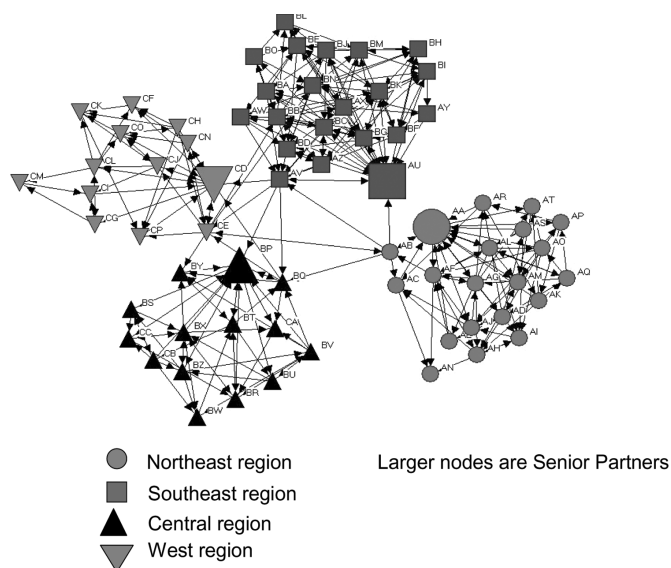 BL
BE
BJ
BM
BH
BO
BI
BN
BA
BK
AX
AY
AW
BB
BC
BG
BF
BD
AZ
AU
AV
CF
CK
CO
CH
CN
CL
CJ
CD
CM
CI
CG
CP
CE
AR
AT
AA
AP
AS
AL
AO
AB
AF
AG
AM
AQ
AC
AK
AD
AJ
AI
AH
AN
BP
BY
BQ
BS
BT
BX
CA
CC
CB
BV
BZ
BU
BR
BW
Northeast region
Larger nodes are Senior Partners
Southeast region
Central region
West region